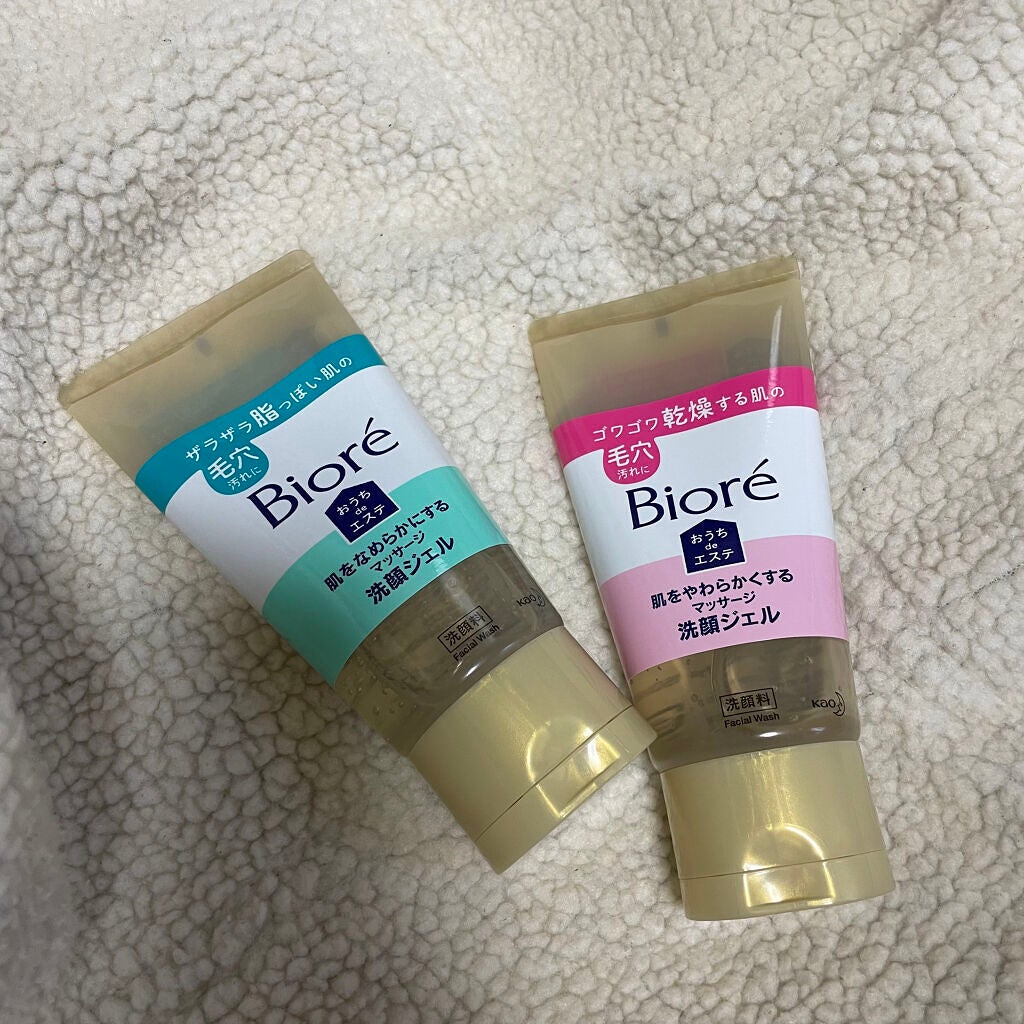 ザラザラ脂っぽい肌の
毛穴
汚れに
Bioré
おうち
de
エステ
肌をなめらかにする
マッサージ
洗顔ジェル
洗顔料
Facial Wash
Kao
ゴワゴワ乾燥する肌の
毛穴
汚れに
Bioré
おうち
de
エステ
肌をやわらかくする
マッサージ
洗顔ジェル
洗顔料
Facial Wash
Kao